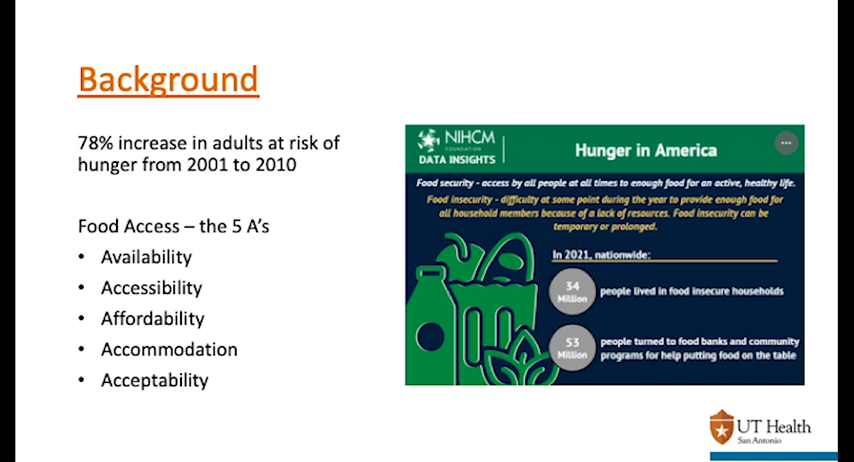 Background
78% increase in adults at risk of
hunger from 2001 to 2010
Food Access – the 5 A's
• Availability
• Accessibility
• Affordability
• Accommodation
• Acceptability
NIHCM
FOUNDATION
DATA INSIGHTS
Hunger in America
Food security - access by all people at all times to enough food for an active, healthy life.
Food insecurity - difficulty at some point during the year to provide enough food for
all household members because of a lack of resources. Food insecurity can be
temporary or prolonged.
In 2021, nationwide:
34
Million
people lived in food insecure households
53
Million
people turned to food banks and community
programs for help putting food on the table
UT Health
San Antonio